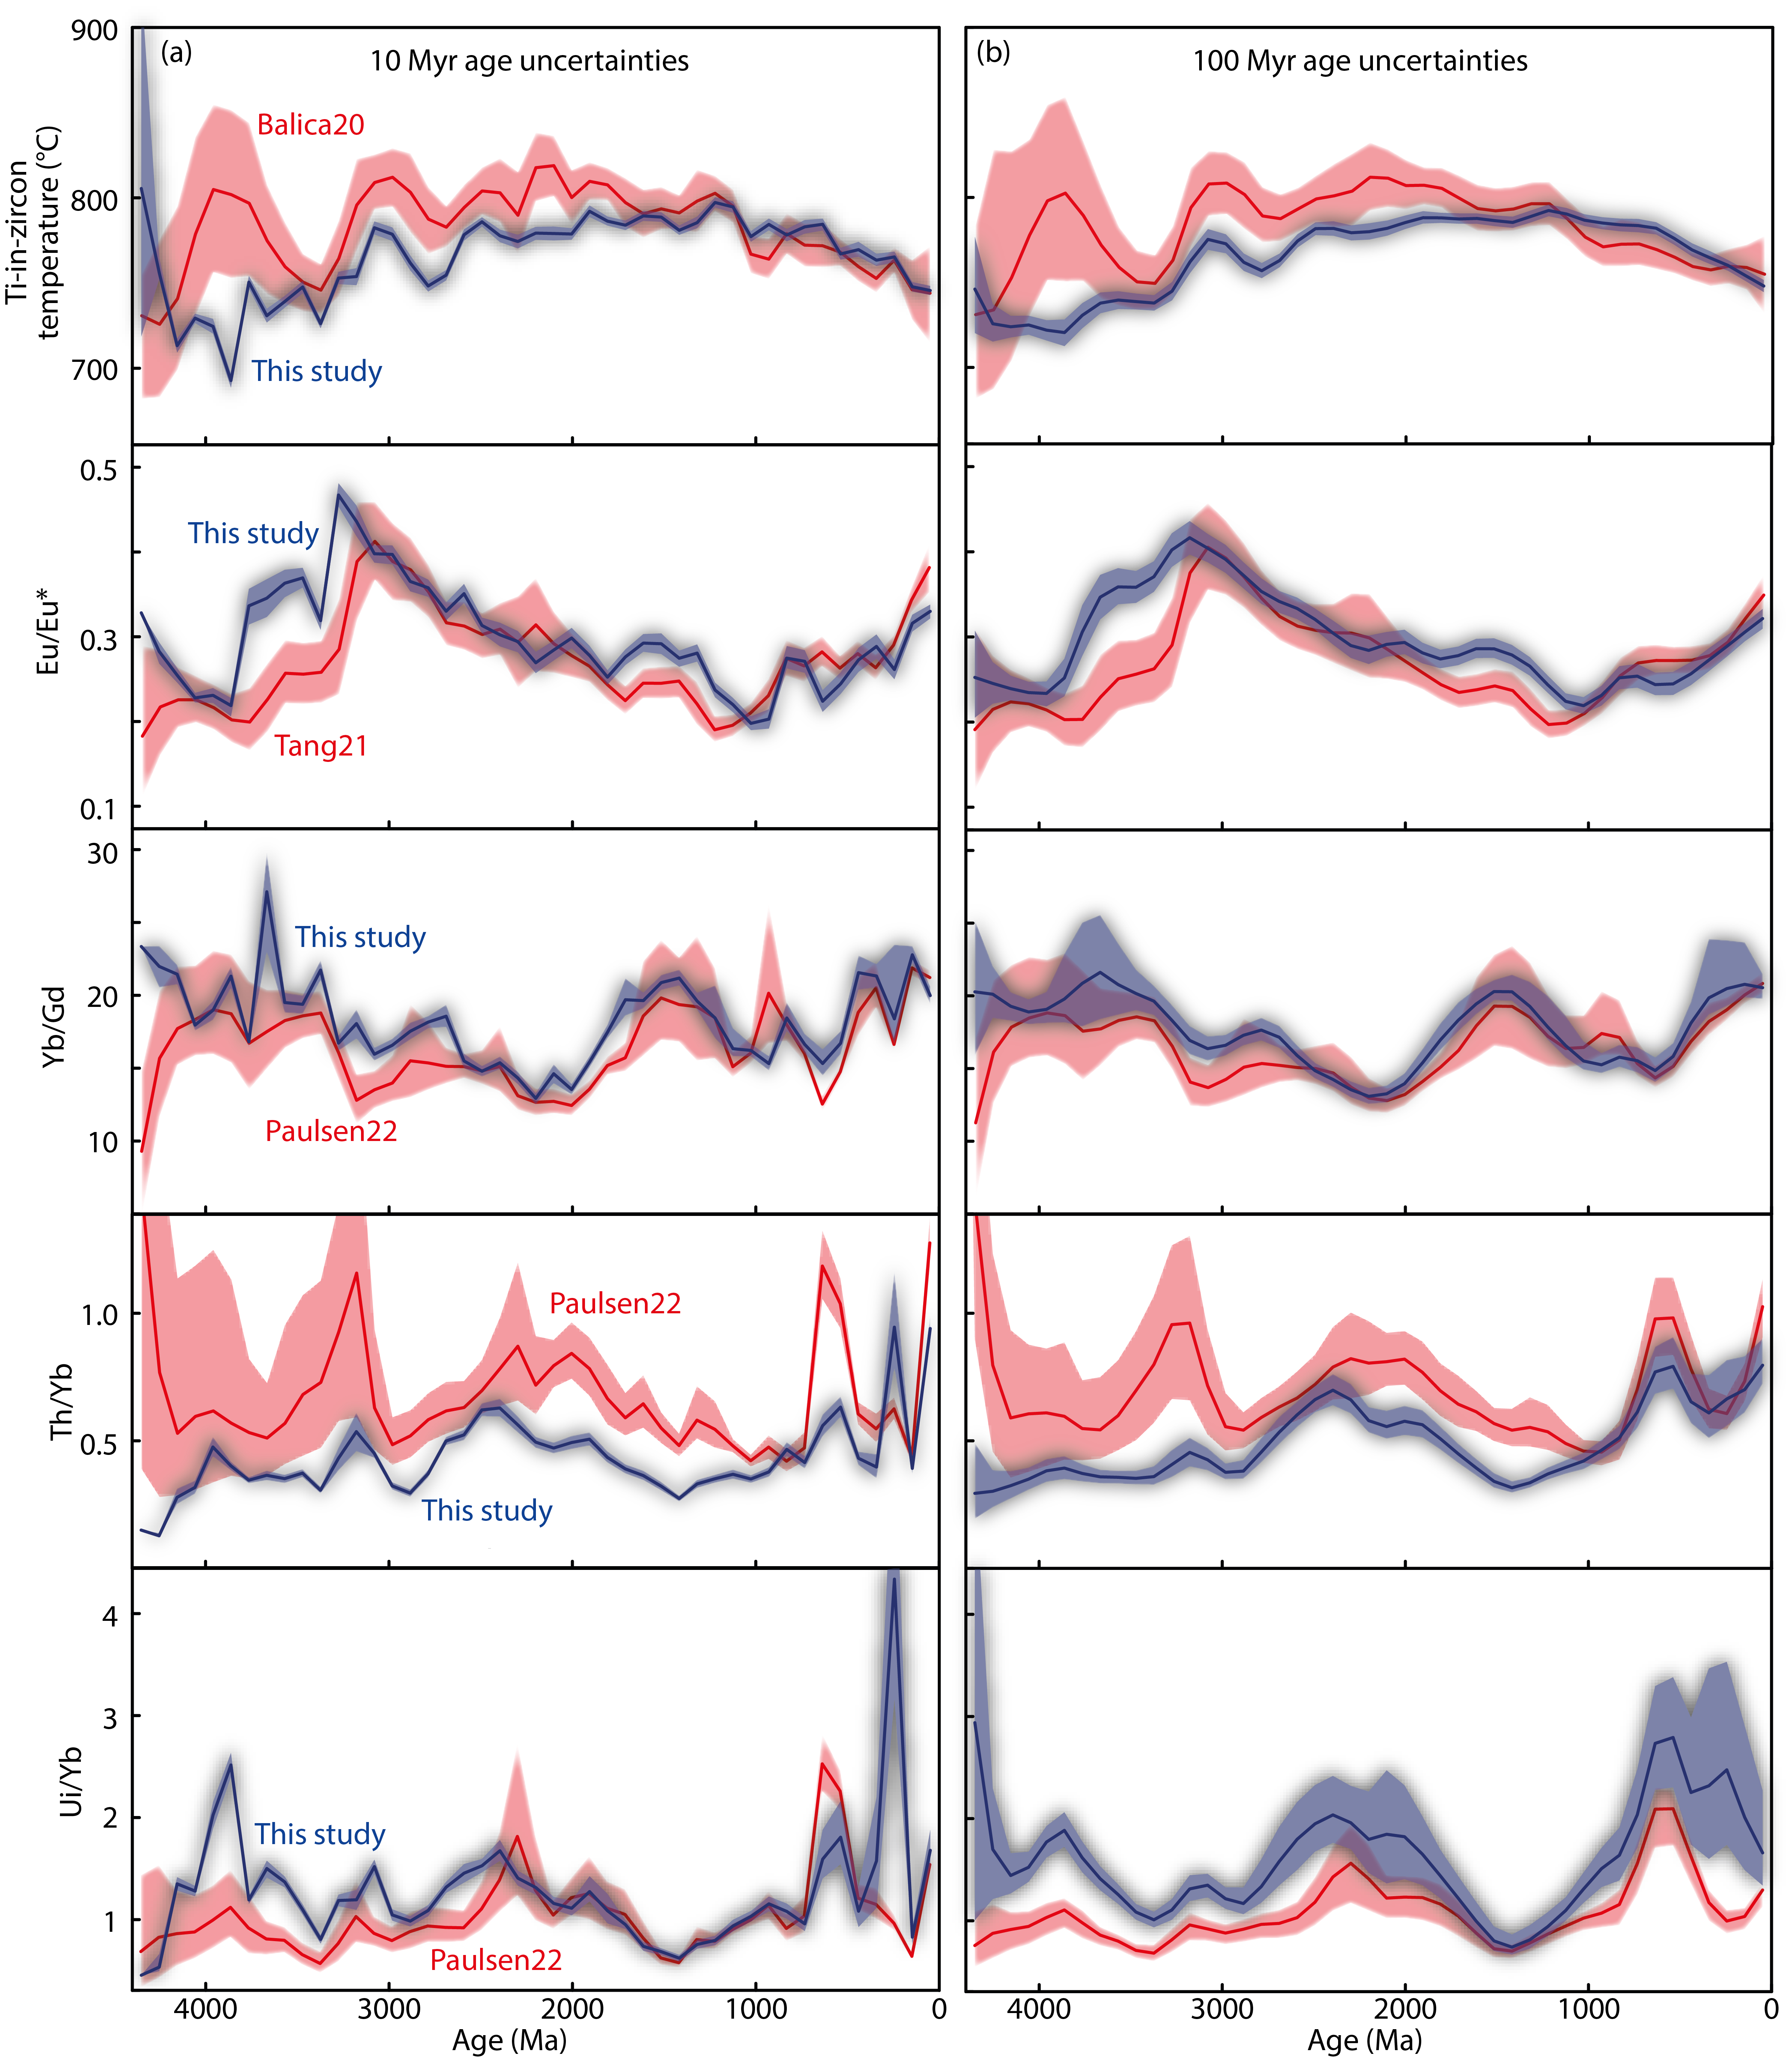 (a)
10 Myr age uncertainties
(b)
100 Myr age uncertainties
900
800
700
Ti-in-zircon
temperature (°C)
Balica20
This study
0.5
0.3
0.1
Eu/Eu*
This study
Tang21
30
20
10
Yb/Gd
This study
Paulsen22
1.0
0.5
Th/Yb
Paulsen22
This study
4
3
2
1
Ui/Yb
This study
Paulsen22
4000 3000 2000 1000 0
Age (Ma)
4000 3000 2000 1000 0
Age (Ma)